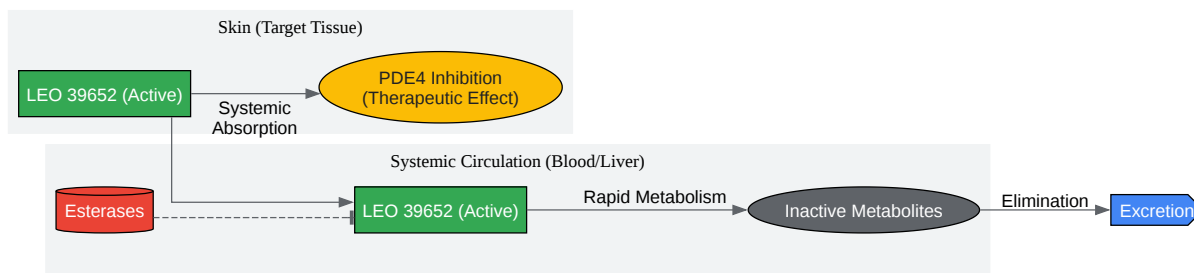 Skin (Target Tissue)
LEO 39652 (Active)
PDE4 Inhibition
(Therapeutic Effect)
Systemic
Absorption
Systemic Circulation (Blood/Liver)
Esterases
LEO 39652 (Active)
Rapid Metabolism
Inactive Metabolites
Elimination
Excretion